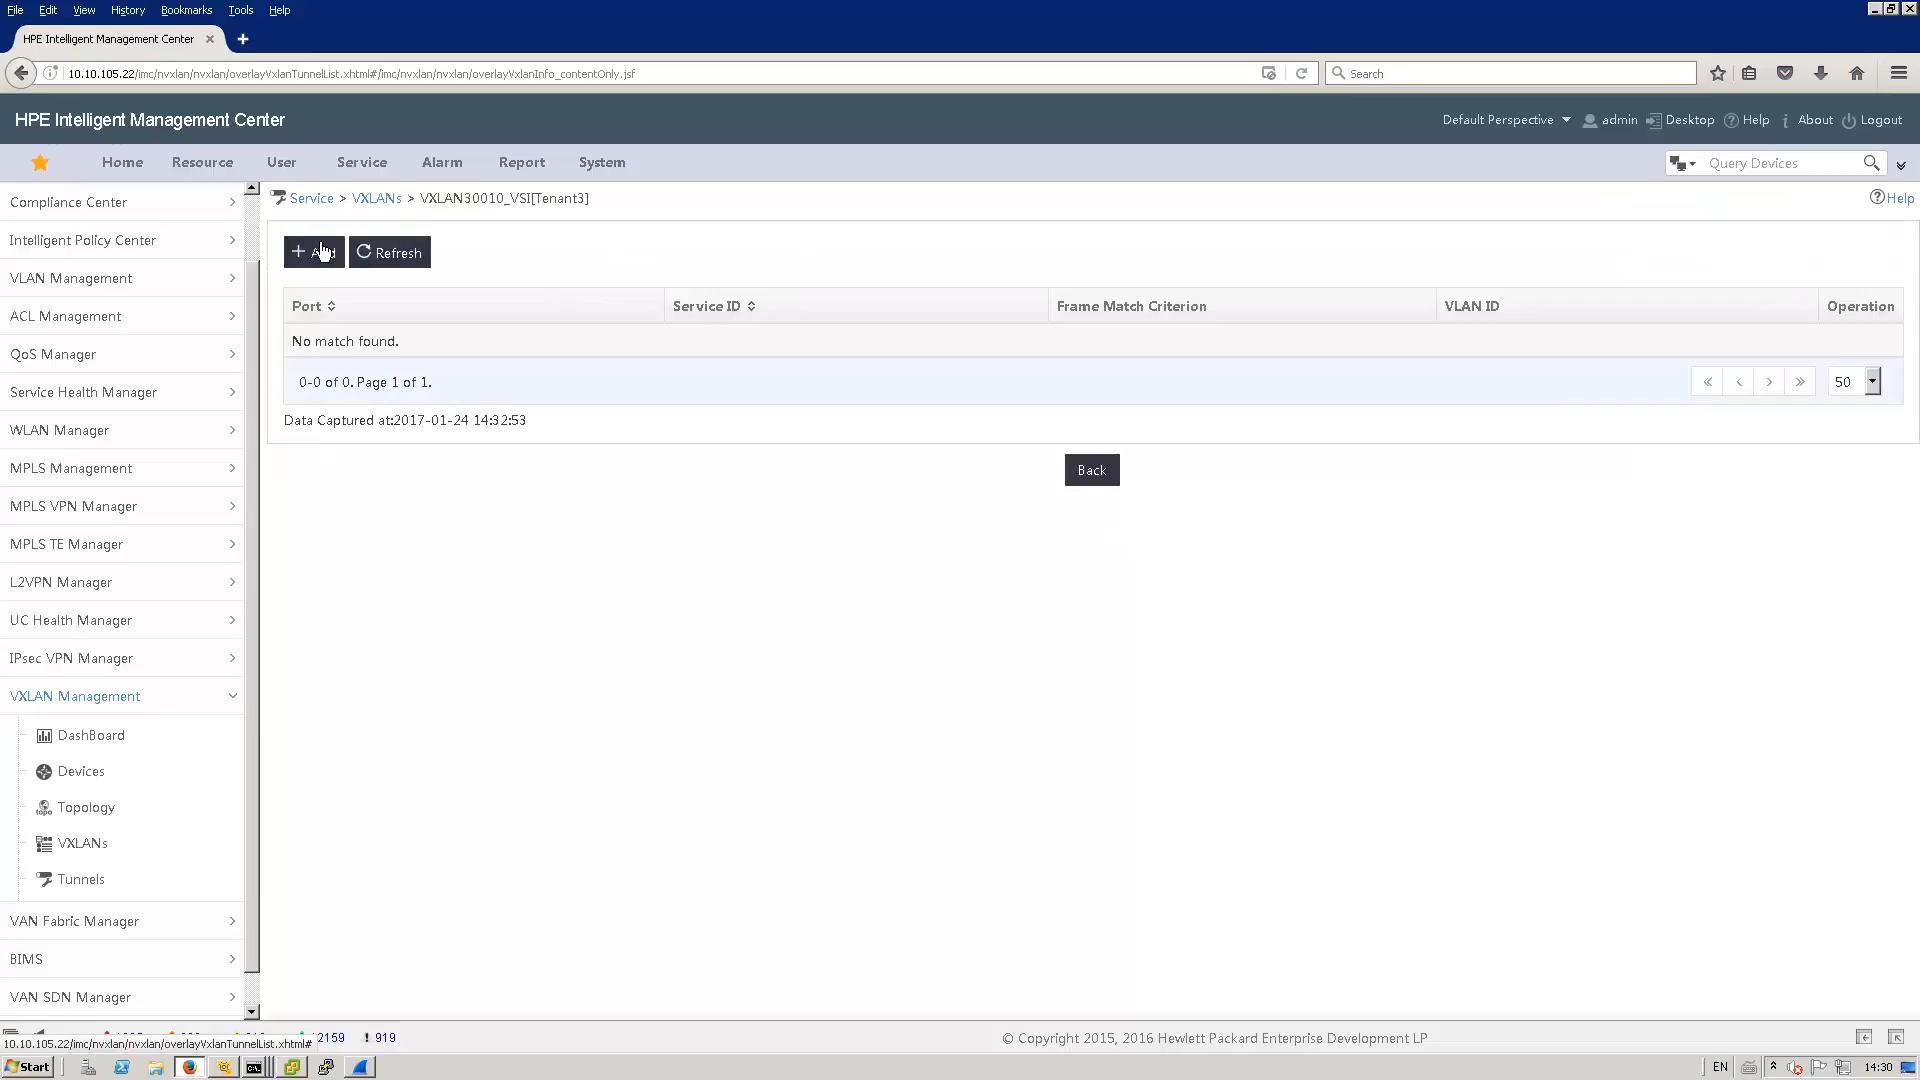 File Edit View History Bookmarks Tools Help
HPE Intelligent Management Center
10.10.105.22/imc/nvxlan/nvxlan/overlayVxlanTunnelList.xhtml#/imc/nvxlan/nvxlan/overlayVxlanInfo_contentOnly.jsf
Search
HPE Intelligent Management Center
Default Perspective admin Desktop Help About Logout
Home Resource User Service Alarm Report System
Query Devices
Compliance Center
Intelligent Policy Center
VLAN Management
ACL Management
QoS Manager
Service Health Manager
WLAN Manager
MPLS Management
MPLS VPN Manager
MPLS TE Manager
L2VPN Manager
UC Health Manager
IPsec VPN Manager
VXLAN Management
DashBoard
Devices
Topology
VXLANs
Tunnels
VAN Fabric Manager
BIMS
VAN SDN Manager
Service > VXLANs > VXLAN30010_VSI[Tenant3]
Help
Refresh
Port Service ID Frame Match Criterion VLAN ID Operation
No match found.
0-0 of 0. Page 1 of 1.
« ‹ › » 50
Data Captured at:2017-01-24 14:32:53
Back
2159 919
© Copyright 2015, 2016 Hewlett Packard Enterprise Development LP
10.10.105.22/imc/nvxlan/nvxlan/overlayVxlanTunnelList.xhtml#
Start
EN
14:30